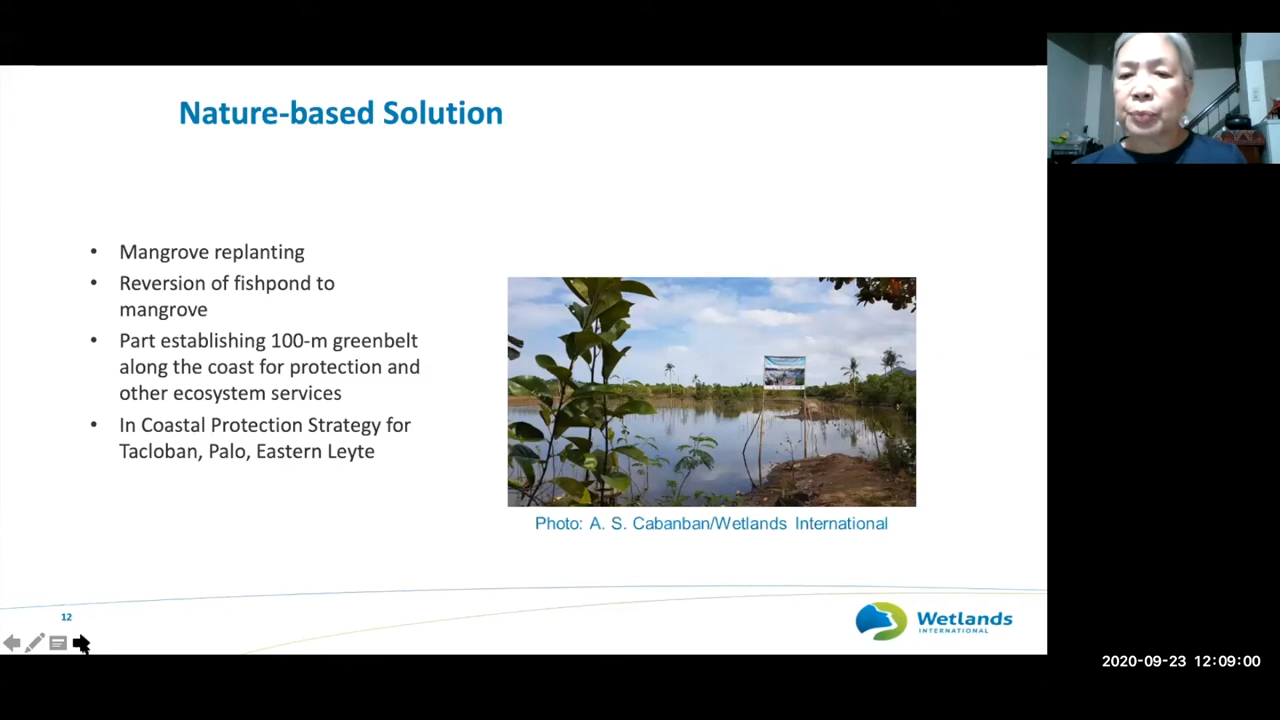 Nature-based Solution
• Mangrove replanting
• Reversion of fishpond to
mangrove
• Part establishing 100-m greenbelt
along the coast for protection and
other ecosystem services
• In Coastal Protection Strategy for
Tacloban, Palo, Eastern Leyte
Photo: A. S. Cabanban/Wetlands International
12
Wetlands
INTERNATIONAL
2020-09-23 12:09:00